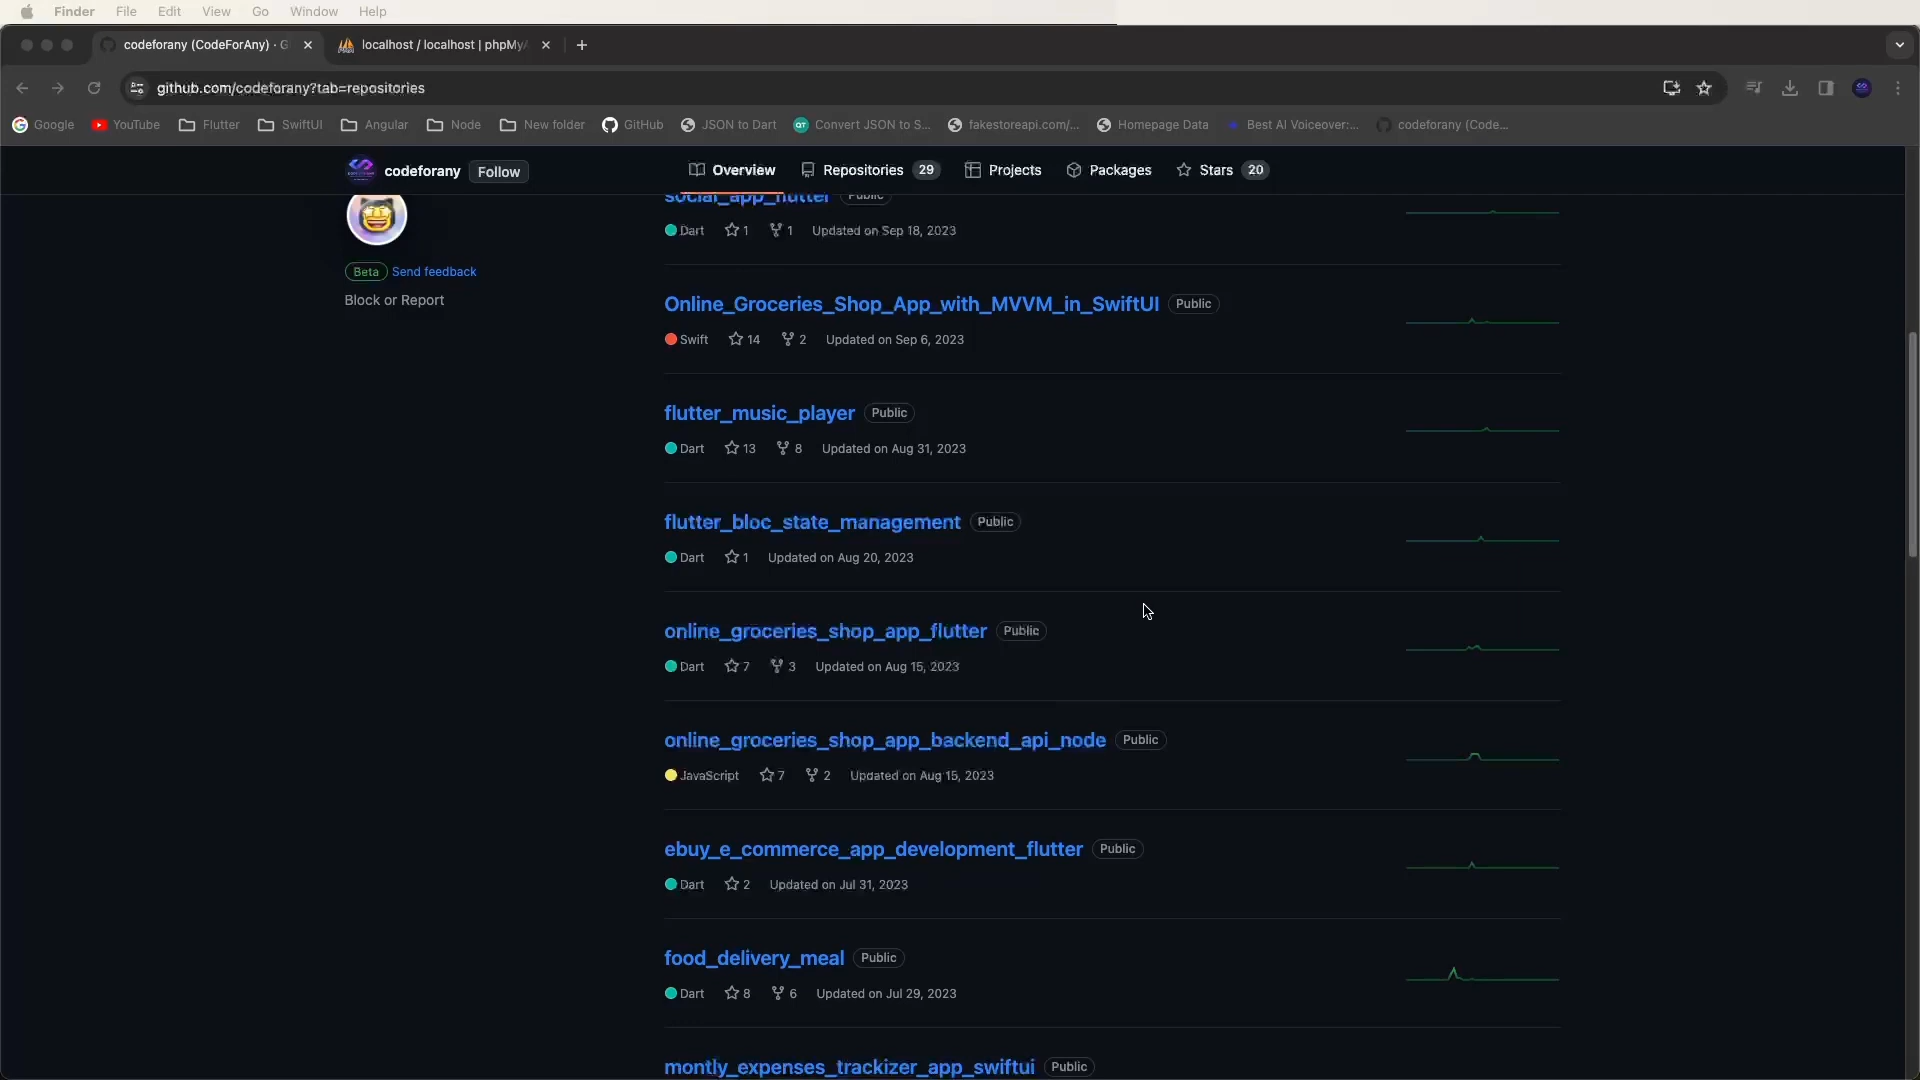 Finder File Edit View Go Window Help
codeforany (CodeForAny) · G
localhost / localhost | phpMyA
github.com/codeforany?tab=repositories
Google YouTube Flutter SwiftUI Angular Node New folder GitHub JSON to Dart Convert JSON to S... fakestoreapi.com/... Homepage Data Best AI Voiceover:... codeforany (Code...
codeforany Follow Overview Repositories 29 Projects Packages Stars 20
social_app_flutter Public
Dart 1 1 Updated on Sep 18, 2023
Beta Send feedback
Block or Report
Online_Groceries_Shop_App_with_MVVM_in_SwiftUI Public
Swift 14 2 Updated on Sep 6, 2023
flutter_music_player Public
Dart 13 8 Updated on Aug 31, 2023
flutter_bloc_state_management Public
Dart 1 Updated on Aug 20, 2023
online_groceries_shop_app_flutter Public
Dart 7 3 Updated on Aug 15, 2023
online_groceries_shop_app_backend_api_node Public
JavaScript 7 2 Updated on Aug 15, 2023
ebuy_e_commerce_app_development_flutter Public
Dart 2 Updated on Jul 31, 2023
food_delivery_meal Public
Dart 8 6 Updated on Jul 29, 2023
montly_expenses_trackizer_app_swiftui Public